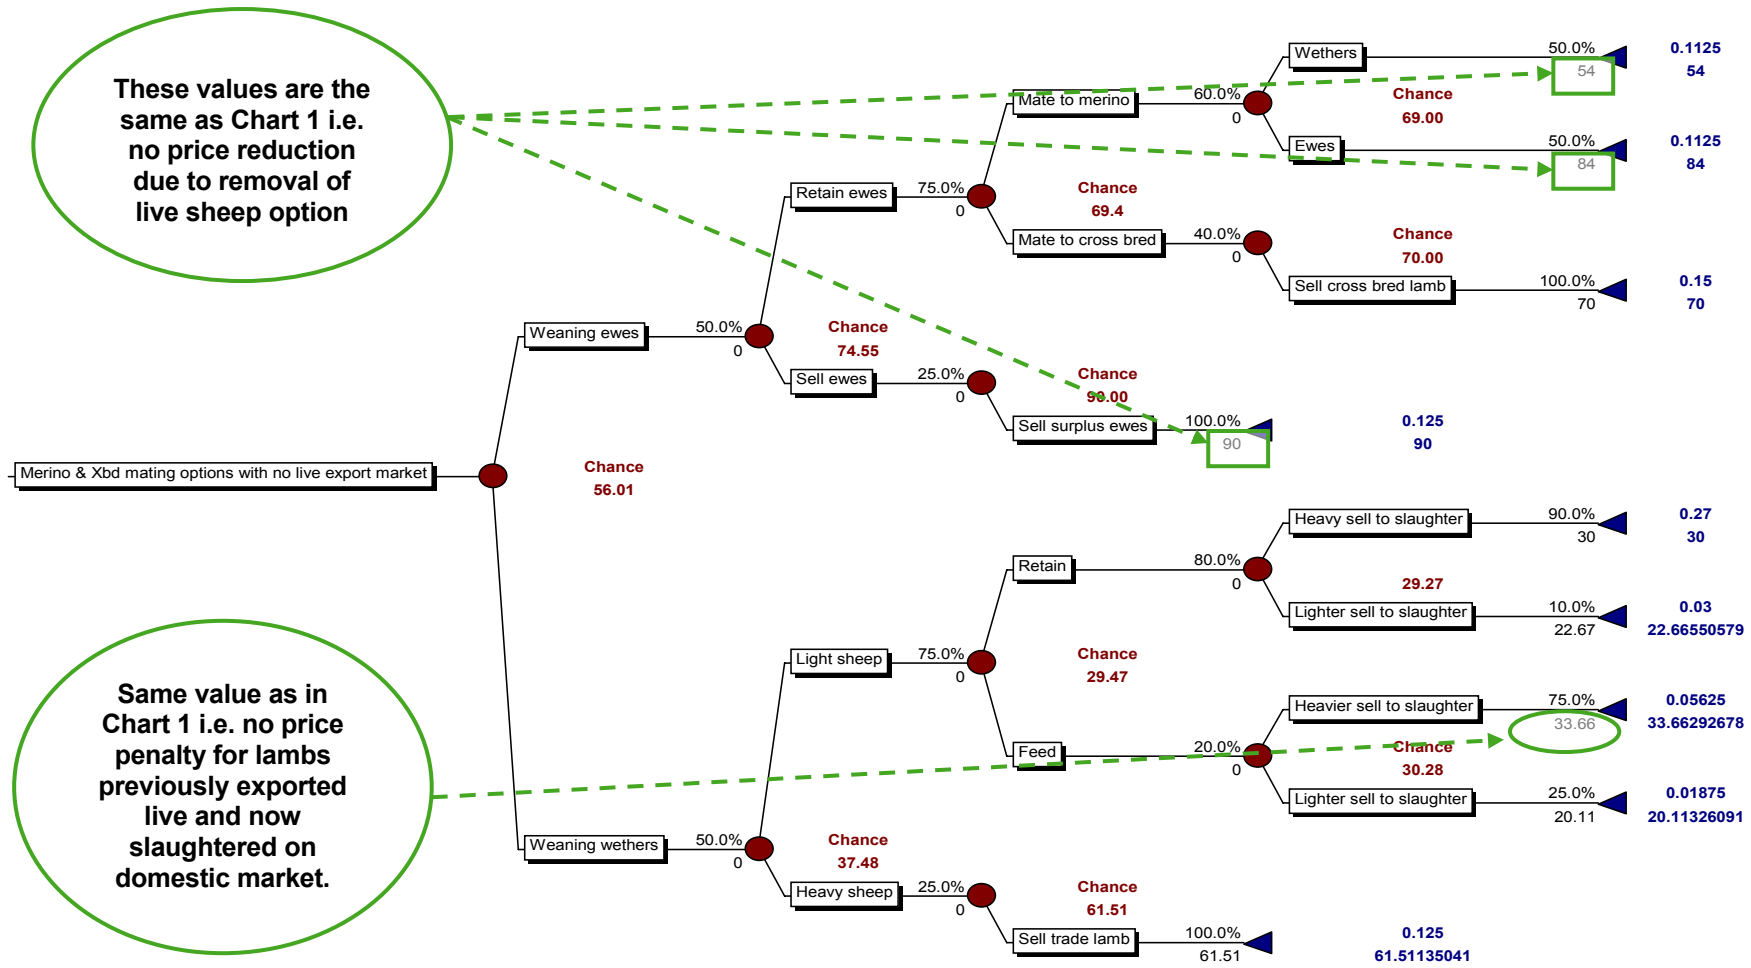 These values are the
same as Chart 1 i.e.
no price reduction
due to removal of
live sheep option
Wethers
50.0%
54
0.1125
54
Mate to merino
60.0%
0
Chance
69.00
Ewes
50.0%
84
0.1125
84
Retain ewes
75.0%
0
Chance
69.4
Mate to cross bred
40.0%
0
Chance
70.00
Sell cross bred lamb
100.0%
70
0.15
70
Weaning ewes
50.0%
0
Chance
74.55
Sell ewes
25.0%
0
Chance
90.00
Sell surplus ewes
100.0%
90
0.125
90
Merino & Xbd mating options with no live export market
Chance
56.01
Heavy sell to slaughter
90.0%
30
0.27
30
Retain
80.0%
0
29.27
Lighter sell to slaughter
10.0%
22.67
0.03
22.66550579
Light sheep
75.0%
0
Chance
29.47
Same value as in
Chart 1 i.e. no price
penalty for lambs
previously exported
live and now
slaughtered on
domestic market.
Heavier sell to slaughter
75.0%
33.66
0.05625
33.66292678
Feed
20.0%
0
Chance
30.28
Lighter sell to slaughter
25.0%
20.11
0.01875
20.11326091
Weaning wethers
50.0%
0
Chance
37.48
Heavy sheep
25.0%
0
Chance
61.51
Sell trade lamb
100.0%
61.51
0.125
61.51135041